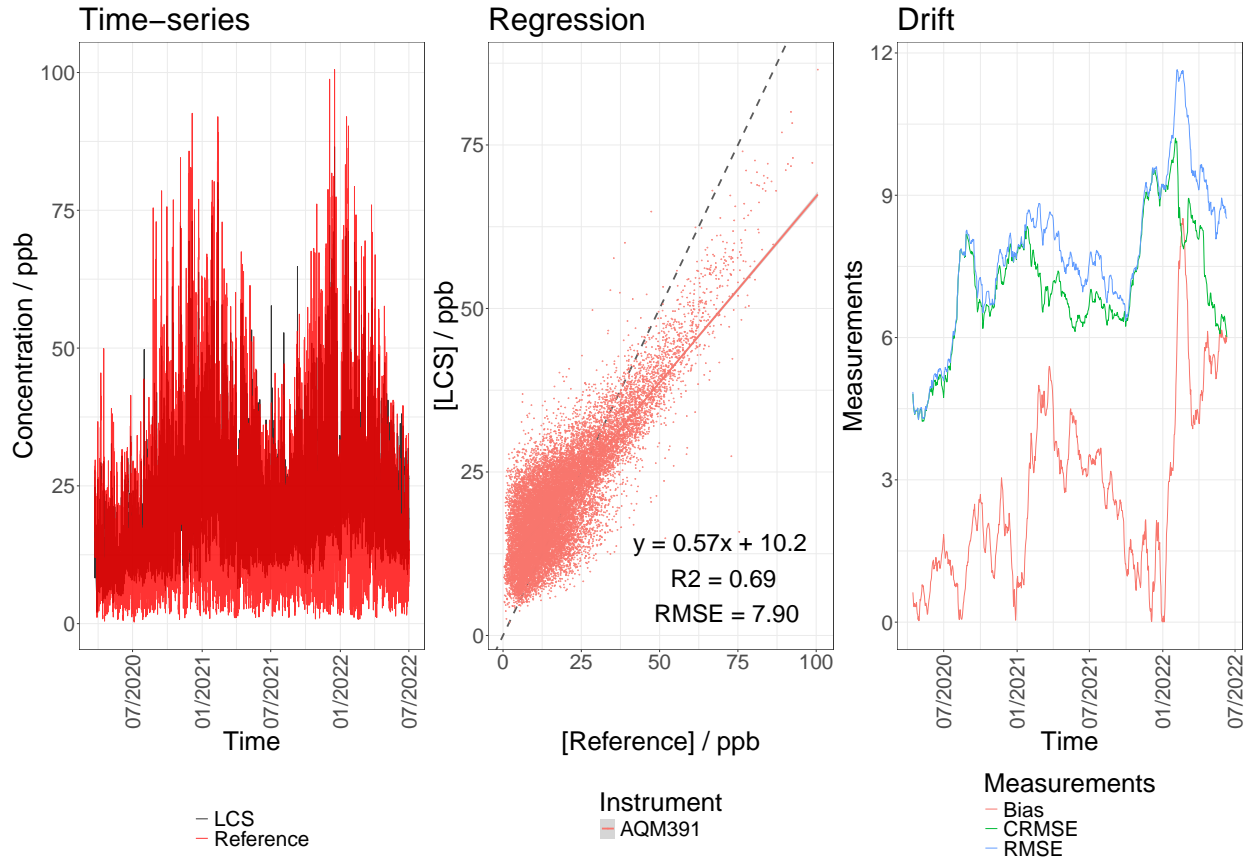 Time−series
Concentration / ppb
100
75
50
25
0
07/2020
01/2021
07/2021
01/2022
07/2022
Time
LCS
Reference
Regression
[LCS] / ppb
75
50
25
0
y = 0.57x + 10.2
R2 = 0.69
RMSE = 7.90
0 25 50 75 100
[Reference] / ppb
Instrument
AQM391
Drift
Measurements
12
9
6
3
0
07/2020
01/2021
07/2021
01/2022
07/2022
Time
Measurements
Bias
CRMSE
RMSE